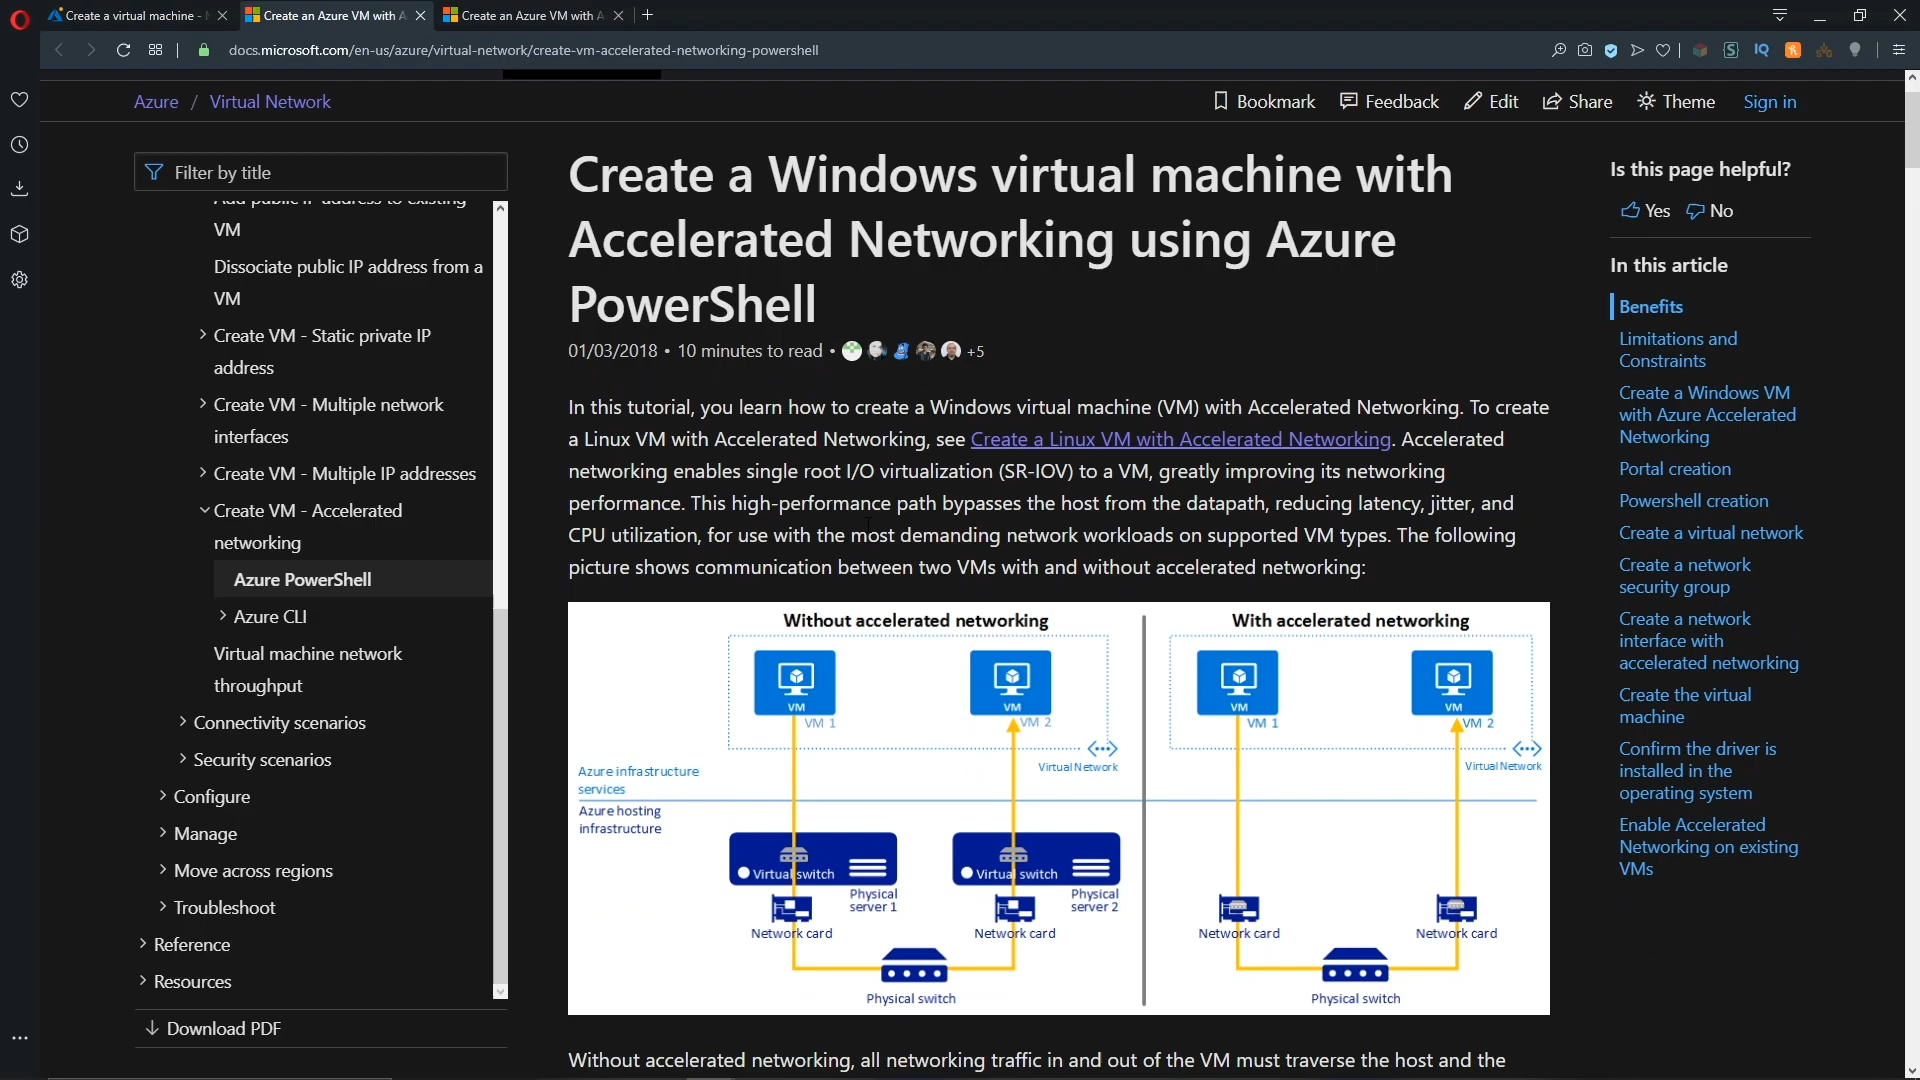 Create a virtual machine -
Create an Azure VM with A
Create an Azure VM with A
docs.microsoft.com/en-us/azure/virtual-network/create-vm-accelerated-networking-powershell
IQ
Azure / Virtual Network
Bookmark
Feedback
Edit
Share
Theme
Sign in
Filter by title
Add public IP address to existing
VM
Dissociate public IP address from a
VM
Create VM - Static private IP
address
Create VM - Multiple network
interfaces
Create VM - Multiple IP addresses
Create VM - Accelerated
networking
Azure PowerShell
Azure CLI
Virtual machine network
throughput
Connectivity scenarios
Security scenarios
Configure
Manage
Move across regions
Troubleshoot
Reference
Resources
Download PDF
Create a Windows virtual machine with
Accelerated Networking using Azure
PowerShell
01/03/2018 • 10 minutes to read • +5
In this tutorial, you learn how to create a Windows virtual machine (VM) with Accelerated Networking. To create
a Linux VM with Accelerated Networking, see Create a Linux VM with Accelerated Networking. Accelerated
networking enables single root I/O virtualization (SR-IOV) to a VM, greatly improving its networking
performance. This high-performance path bypasses the host from the datapath, reducing latency, jitter, and
CPU utilization, for use with the most demanding network workloads on supported VM types. The following
picture shows communication between two VMs with and without accelerated networking:
Without accelerated networking
With accelerated networking
VM
VM 1
VM
VM 2
VM
VM 1
VM
VM 2
Virtual Network
Virtual Network
Azure infrastructure
services
Azure hosting
infrastructure
Virtual switch
Physical
server 1
Virtual switch
Physical
server 2
Network card
Network card
Network card
Network card
Physical switch
Physical switch
Without accelerated networking, all networking traffic in and out of the VM must traverse the host and the
Is this page helpful?
Yes
No
In this article
Benefits
Limitations and
Constraints
Create a Windows VM
with Azure Accelerated
Networking
Portal creation
Powershell creation
Create a virtual network
Create a network
security group
Create a network
interface with
accelerated networking
Create the virtual
machine
Confirm the driver is
installed in the
operating system
Enable Accelerated
Networking on existing
VMs